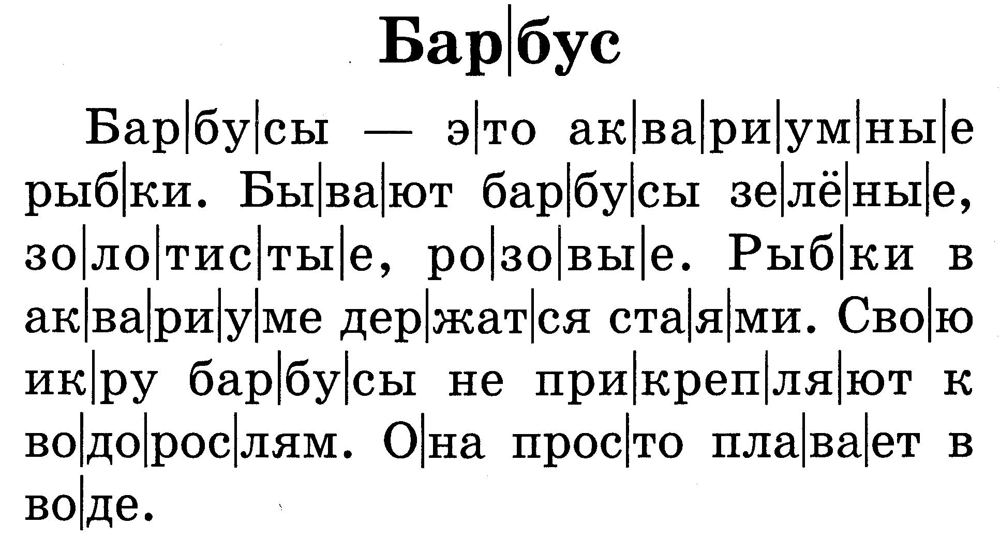 Бар|бус
Бар|бу|сы — э|то ак|ва|ри|ум|ны|е
рыб|ки. Бы|ва|ют бар|бу|сы зе|лё|ны|е,
зо|ло|тис|ты|е, ро|зо|вы|е. Рыб|ки в
ак|ва|ри|у|ме дер|жат|ся ста|я|ми. Сво|ю
ик|ру бар|бу|сы не при|креп|ля|ют к
во|до|рос|лям. О|на прос|то пла|ва|ет в
во|де.